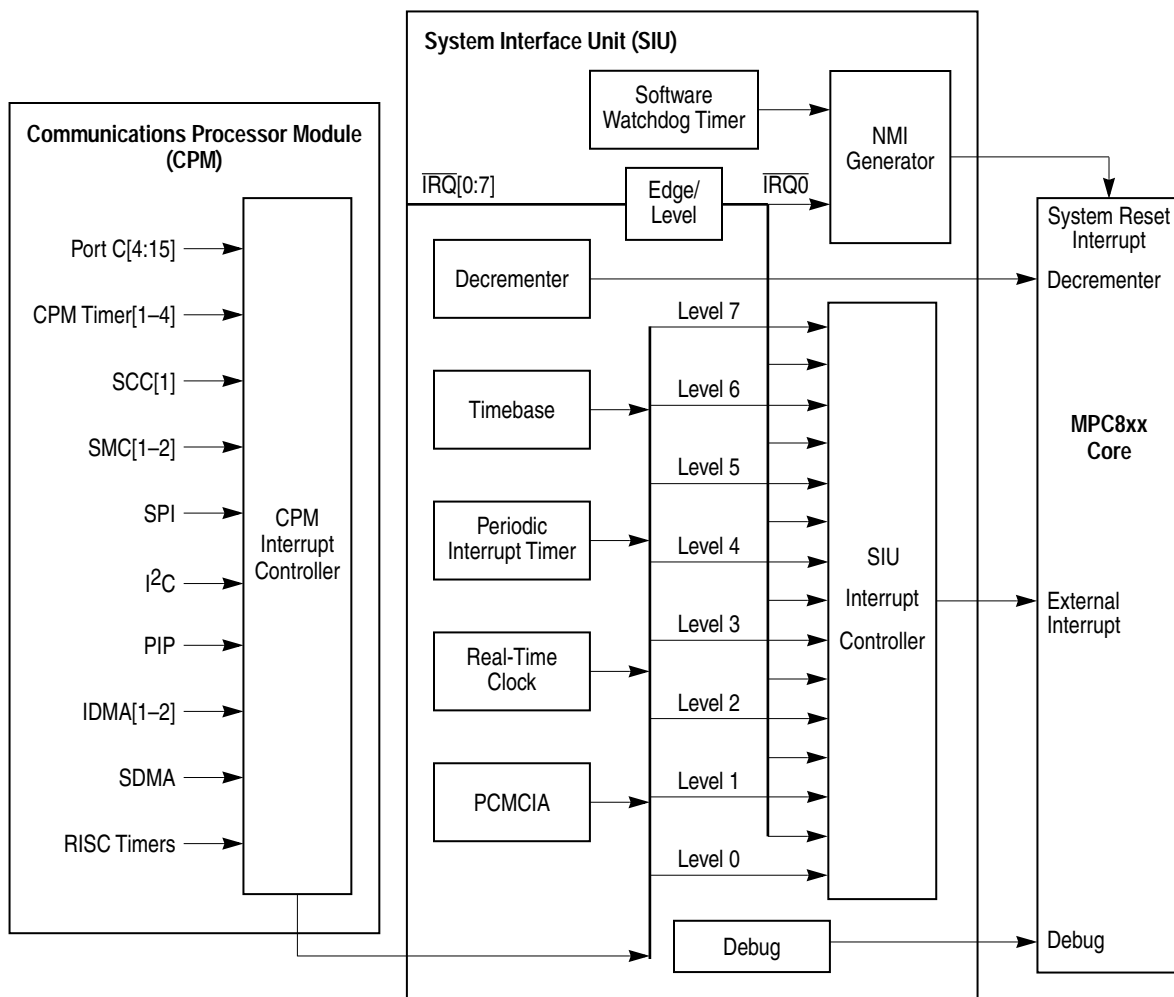 System Interface Unit (SIU)
Communications Processor Module
(CPM)
Port C[4:15]
CPM Timer[1–4]
SCC[1]
SMC[1–2]
SPI
I²C
PIP
IDMA[1–2]
SDMA
RISC Timers
CPM
Interrupt
Controller
Software
Watchdog Timer
NMI
Generator
IRQ[0:7]
Edge/
Level
IRQ0
Decrementer
Timebase
Periodic
Interrupt Timer
Real-Time
Clock
PCMCIA
Level 7
Level 6
Level 5
Level 4
Level 3
Level 2
Level 1
Level 0
SIU
Interrupt
Controller
Debug
System Reset
Interrupt
Decrementer
MPC8xx
Core
External
Interrupt
Debug